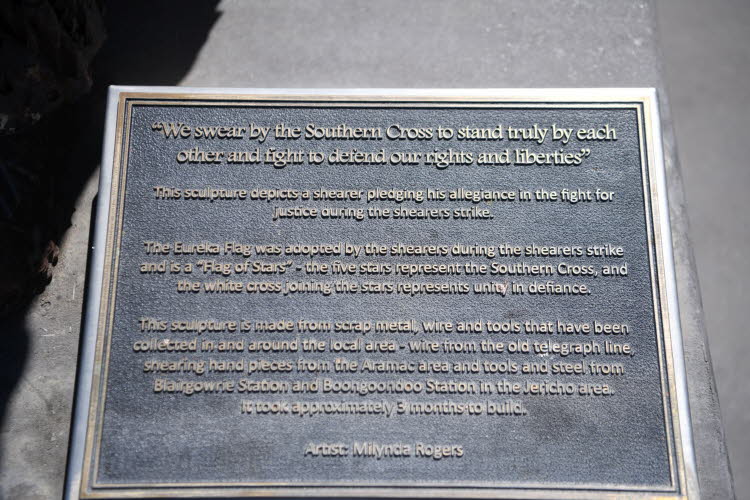 “We swear by the Southern Cross to stand truly by each
other and fight to defend our rights and liberties”
This sculpture depicts a shearer pledging his allegiance in the fight for
justice during the shearers strike.
The Eureka Flag was adopted by the shearers during the shearers strike
and is a “Flag of Stars” - the five stars represent the Southern Cross, and
the white cross joining the stars represents unity in defiance.
This sculpture is made from scrap metal, wire and tools that have been
collected in and around the local area - wire from the old telegraph line,
shearing hand pieces from the Aramac area and tools and steel from
Blairgowrie Station and Boongoondoo Station in the Jericho area.
It took approximately 3 months to build.
Artist: Milynda Rogers